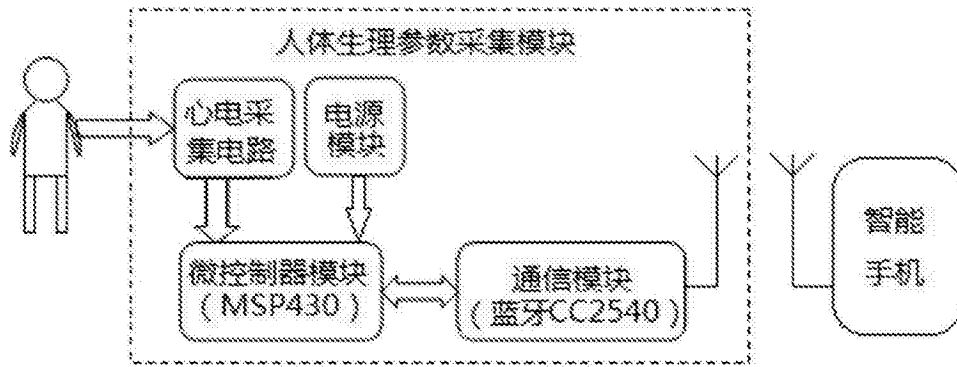 人体生理参数采集模块
心电采
集电路
电源
模块
微控制器模块
（MSP430）
通信模块
（蓝牙CC2540）
智能
手机